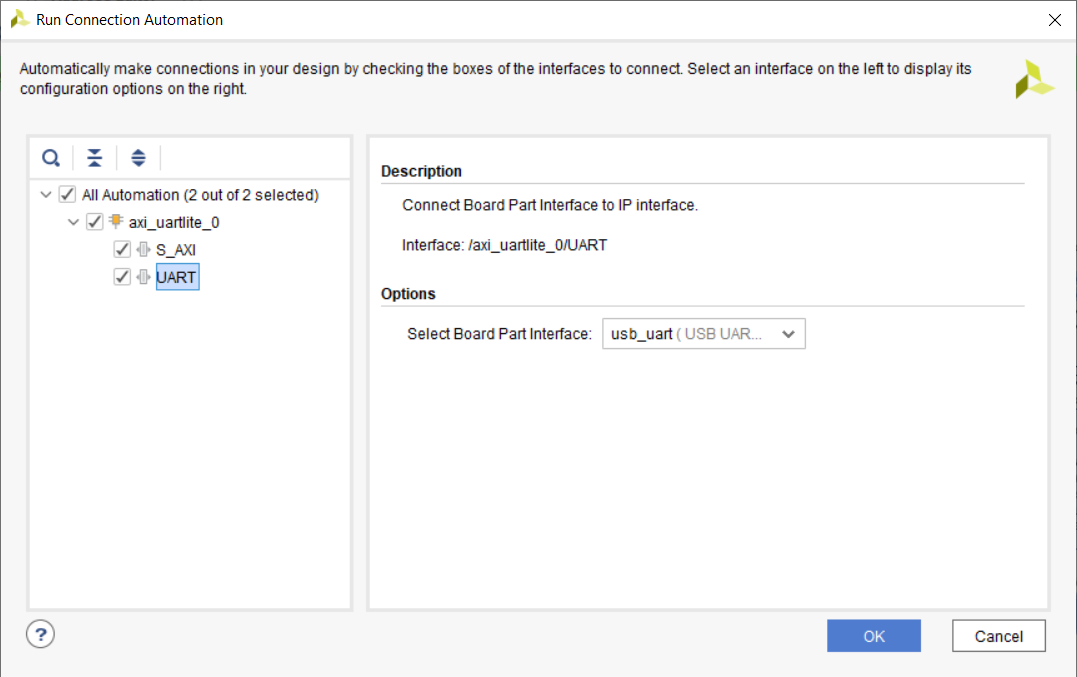 Run Connection Automation
Automatically make connections in your design by checking the boxes of the interfaces to connect. Select an interface on the left to display its
configuration options on the right.
All Automation (2 out of 2 selected)
axi_uartlite_0
S_AXI
UART
Description
Connect Board Part Interface to IP interface.
Interface: /axi_uartlite_0/UART
Options
Select Board Part Interface: usb_uart ( USB UAR...
?
OK
Cancel